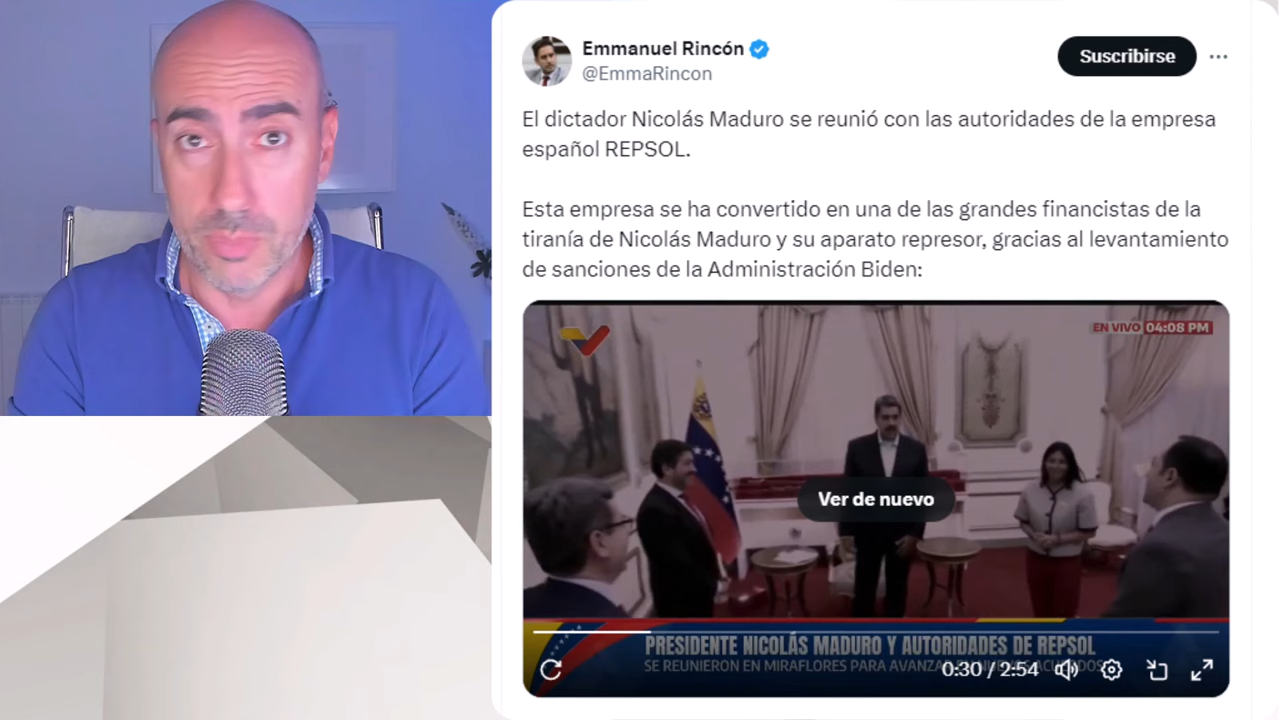 Emmanuel Rincón
@EmmaRincon
Suscribirse
El dictador Nicolás Maduro se reunió con las autoridades de la empresa
español REPSOL.
Esta empresa se ha convertido en una de las grandes financistas de la
tiranía de Nicolás Maduro y su aparato represor, gracias al levantamiento
de sanciones de la Administración Biden:
EN VIVO 04:08 PM
Ver de nuevo
PRESIDENTE NICOLÁS MADURO Y AUTORIDADES DE REPSOL
SE REUNIERON EN MIRAFLORES PARA AVANZAR
0:30 / 2:54